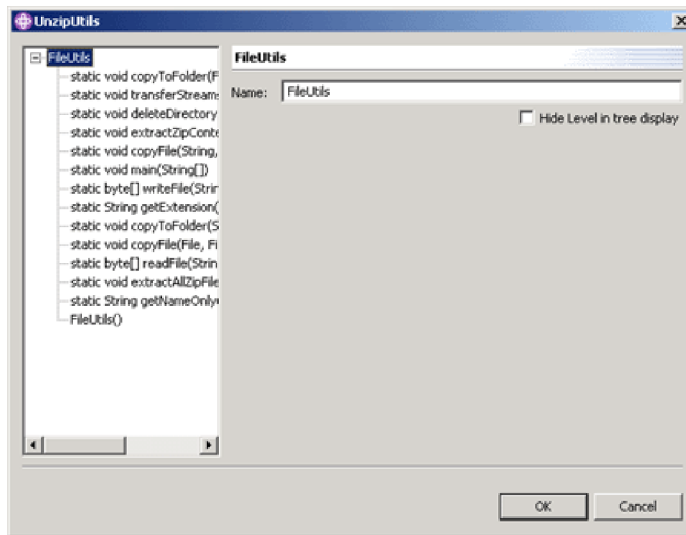 UnzipUtils
FileUtils
static void copyToFolder(F
static void transferStream
static void deleteDirectory
static void extractZipConte
static void copyFile(String,
static void main(String[])
static byte[] writeFile(Strin
static String getExtension(
static void copyToFolder(S
static void copyFile(File, Fi
static byte[] readFile(Strin
static void extractAllZipFile
static String getNameOnly
FileUtils()
FileUtils
Name: FileUtils
Hide Level in tree display
OK Cancel